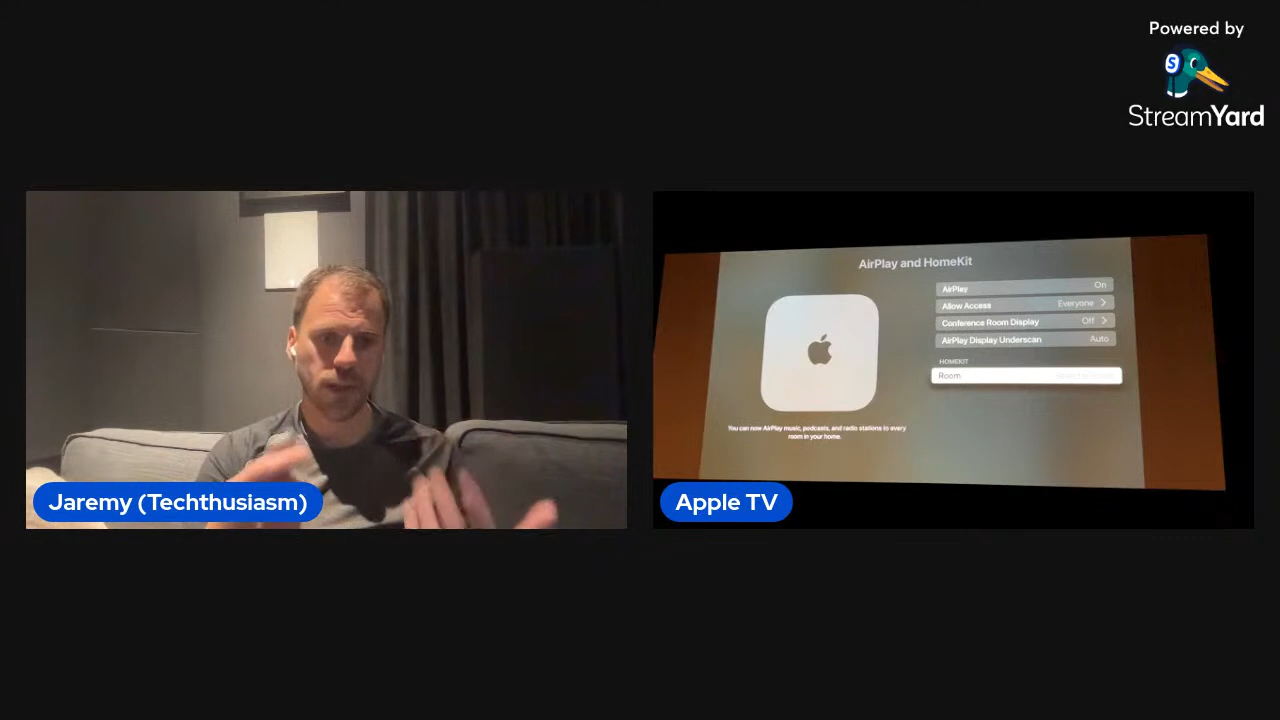 Powered by
S
StreamYard
AirPlay and HomeKit
AirPlay On
Allow Access Everyone
Conference Room Display Off
AirPlay Display Underscan Auto
HOMEKIT
Room
You can now AirPlay music, podcasts, and radio stations to every
room in your home.
Jaremy (Techthusiasm)
Apple TV